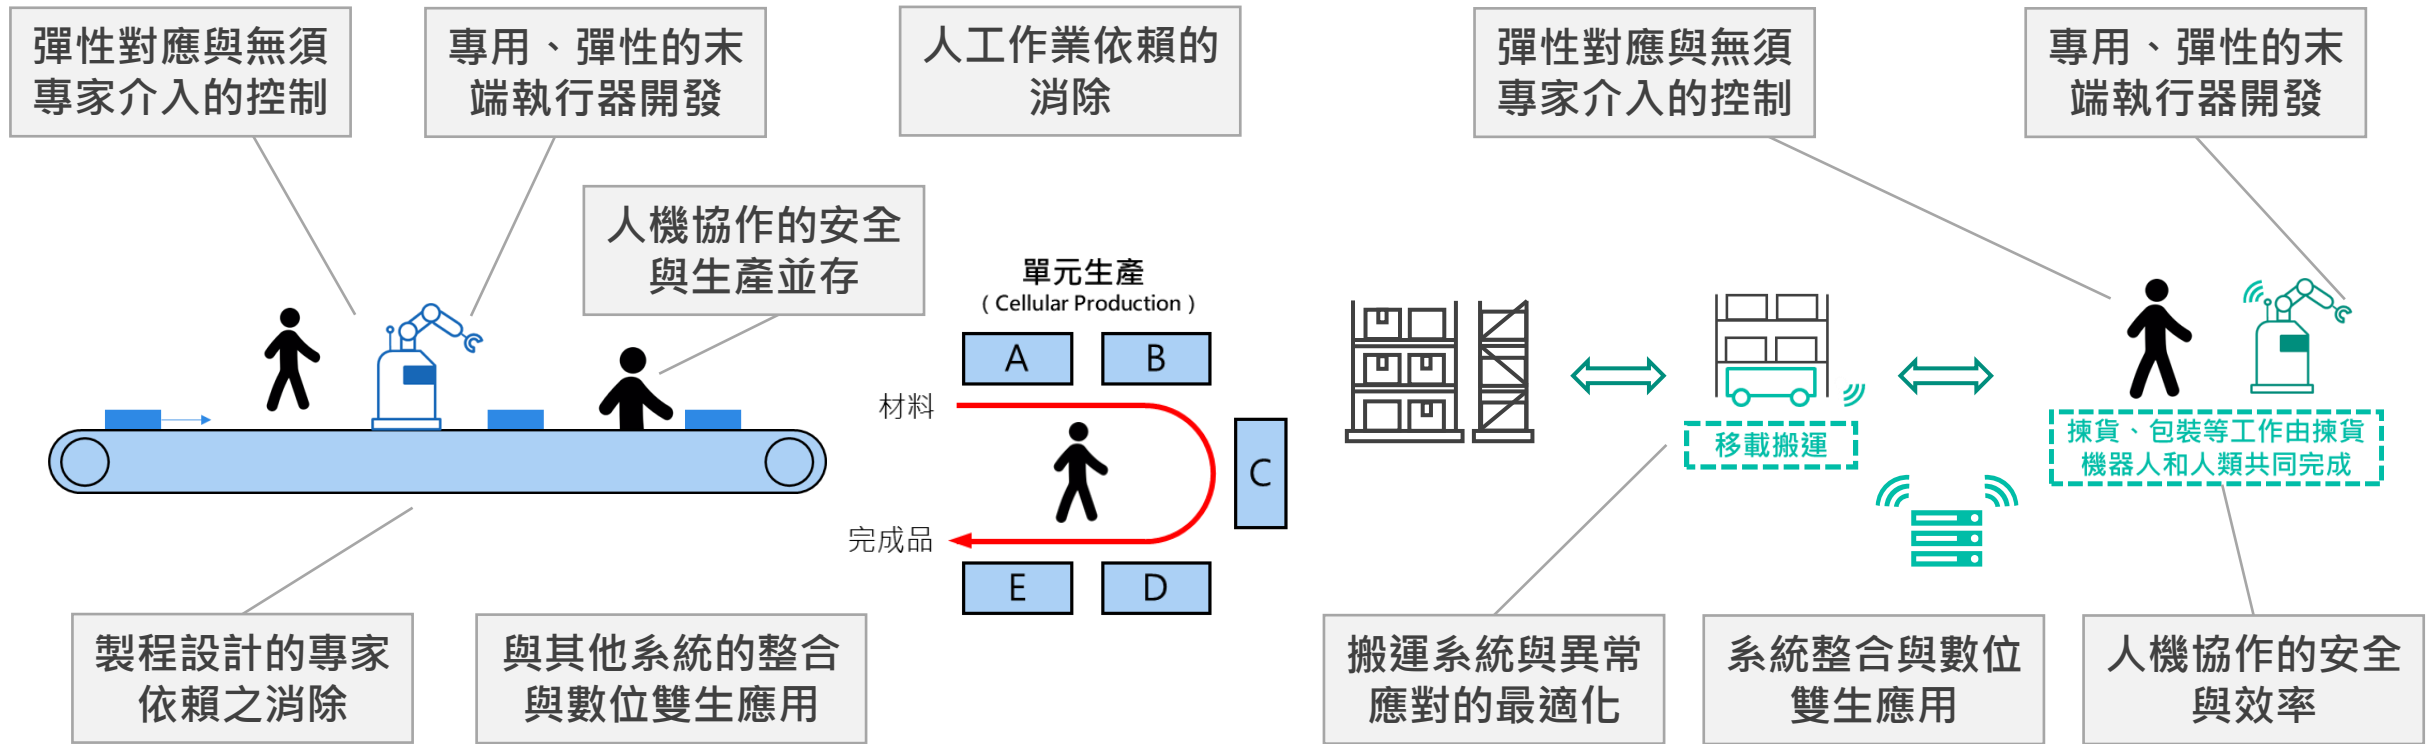 彈性對應與無須
專家介入的控制
專用、彈性的末
端執行器開發
人工作業依賴的
消除
彈性對應與無須
專家介入的控制
專用、彈性的末
端執行器開發
人機協作的安全
與生產並存
單元生產
( Cellular Production )
A
B
材料
C
完成品
E
D
移載搬運
揀貨、包裝等工作由揀貨
機器人和人類共同完成
製程設計的專家
依賴之消除
與其他系統的整合
與數位雙生應用
搬運系統與異常
應對的最適化
系統整合與數位
雙生應用
人機協作的安全
與效率